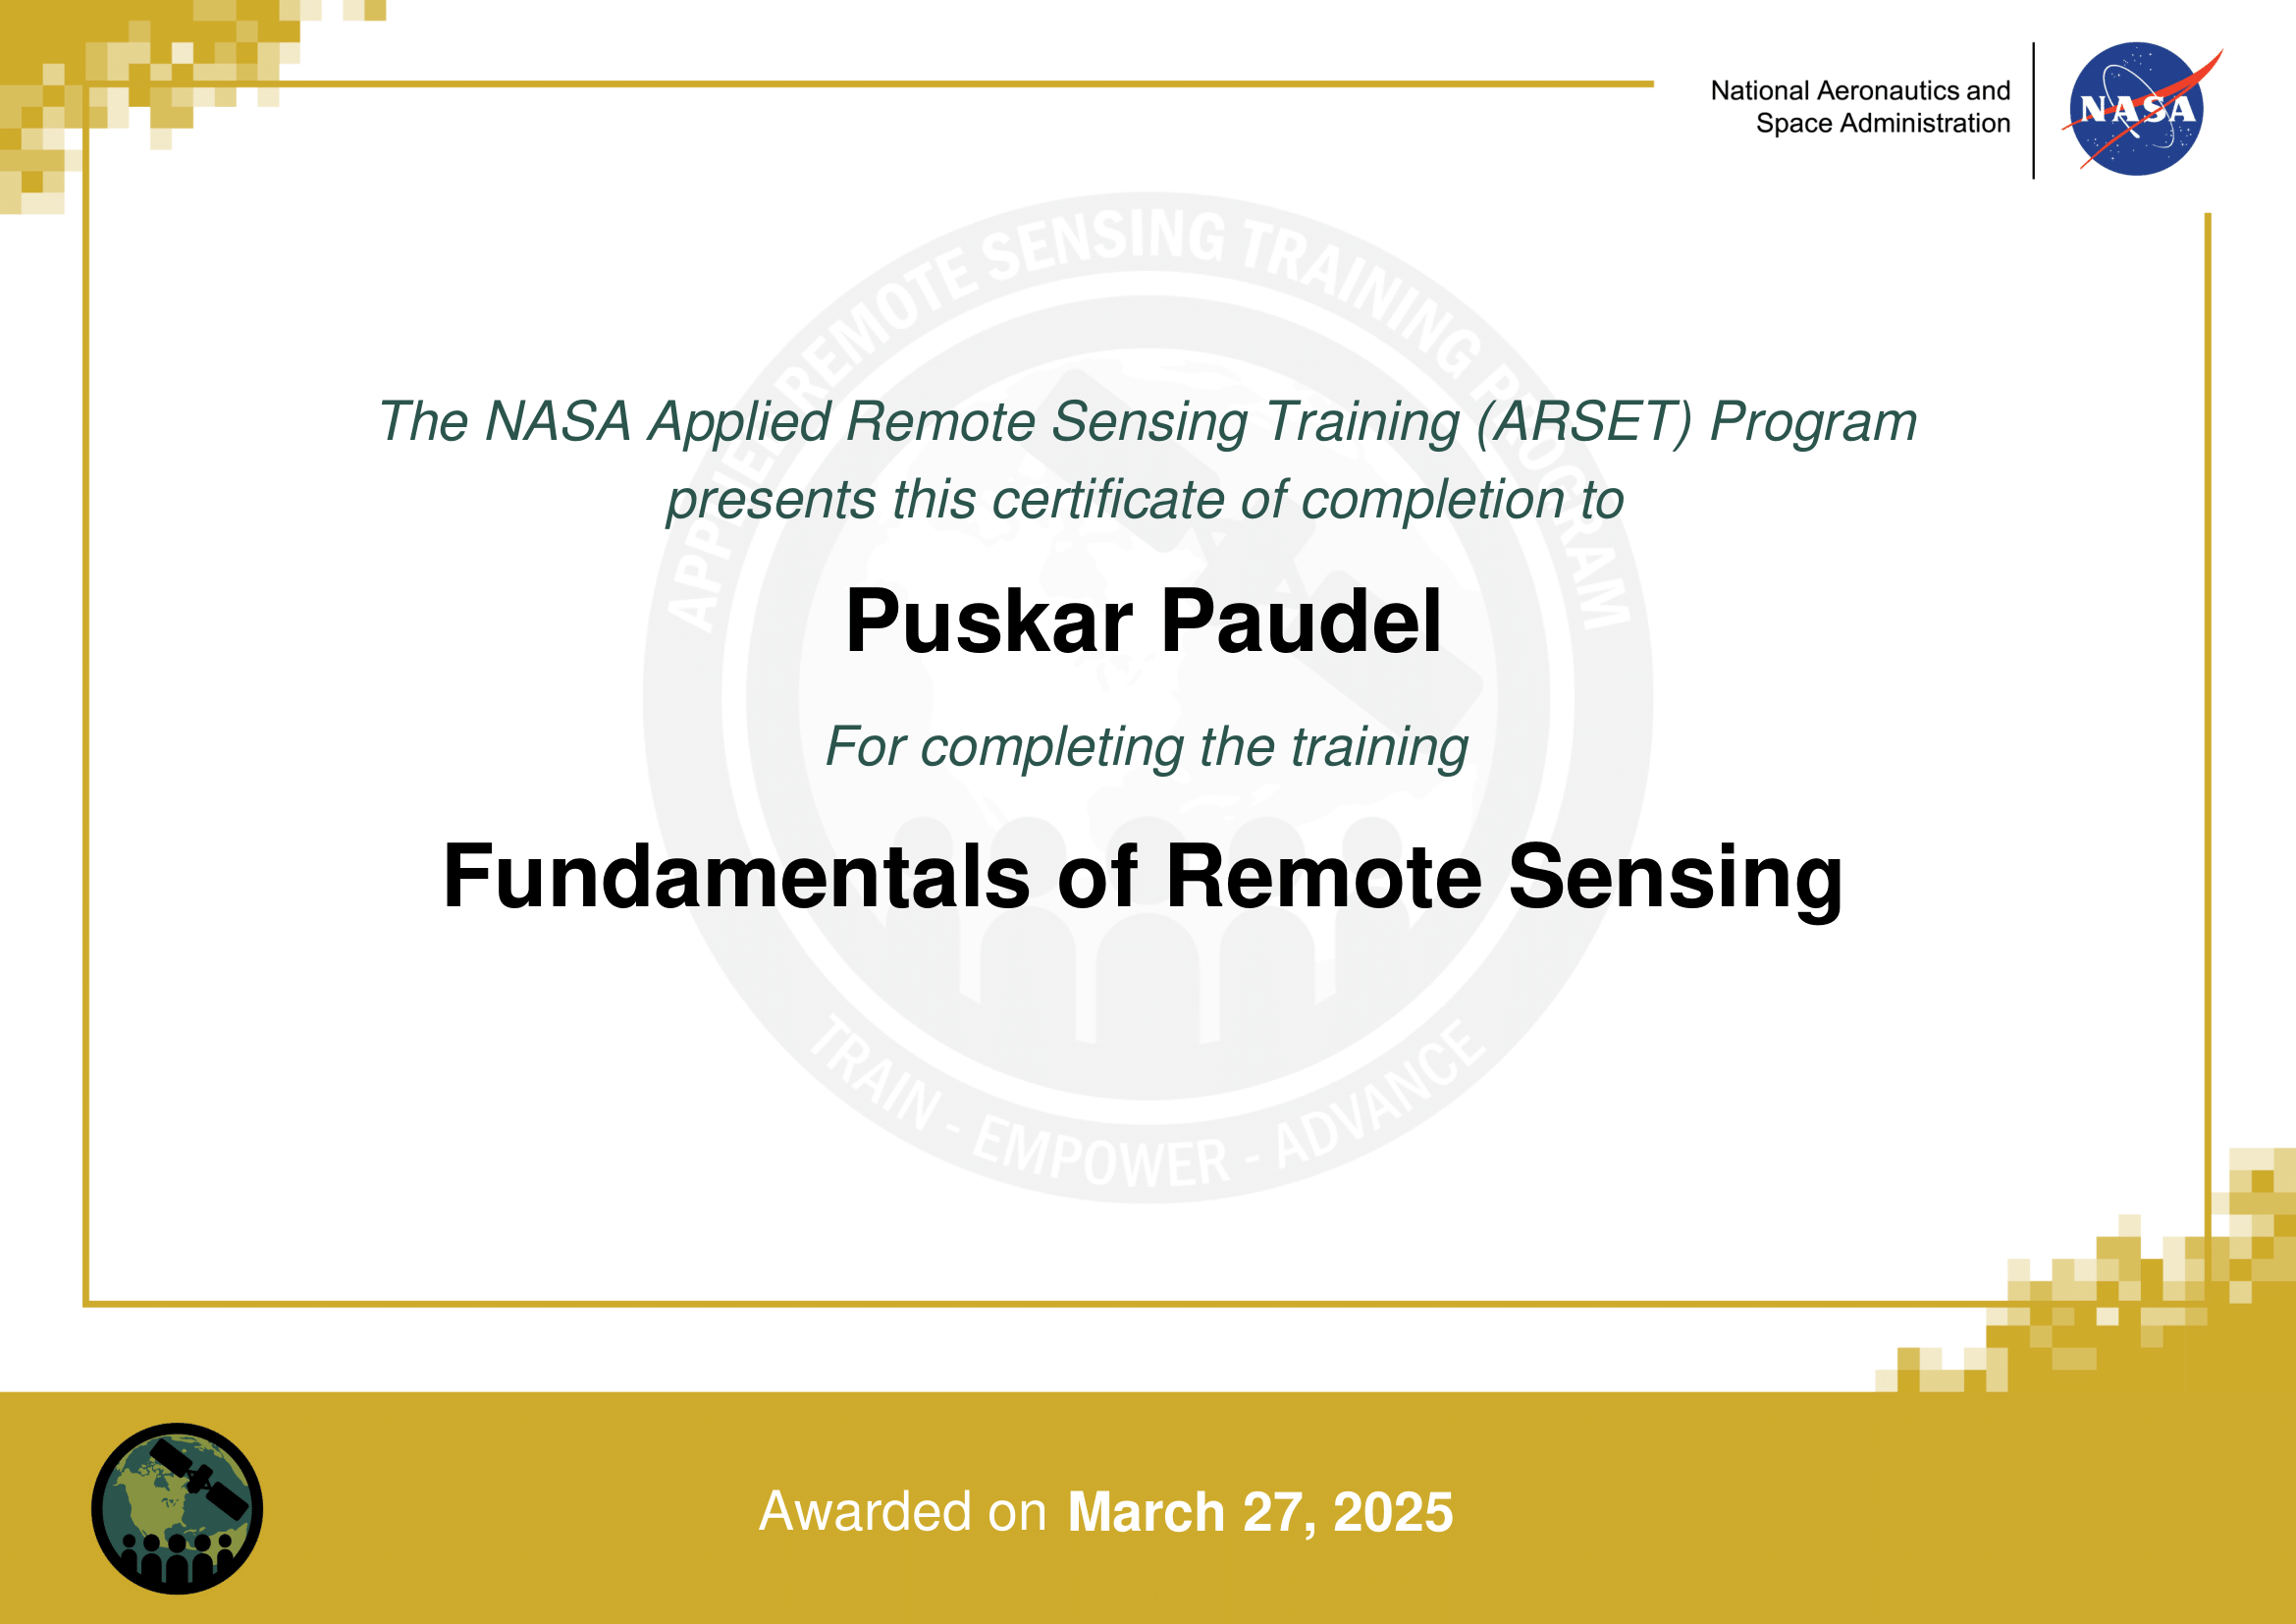 National Aeronautics and
Space Administration
NASA
APPLIED REMOTE SENSING TRAINING PROGRAM
The NASA Applied Remote Sensing Training (ARSET) Program
presents this certificate of completion to
Puskar Paudel
For completing the training
Fundamentals of Remote Sensing
TRAIN - EMPOWER - ADVANCE
Awarded on March 27, 2025